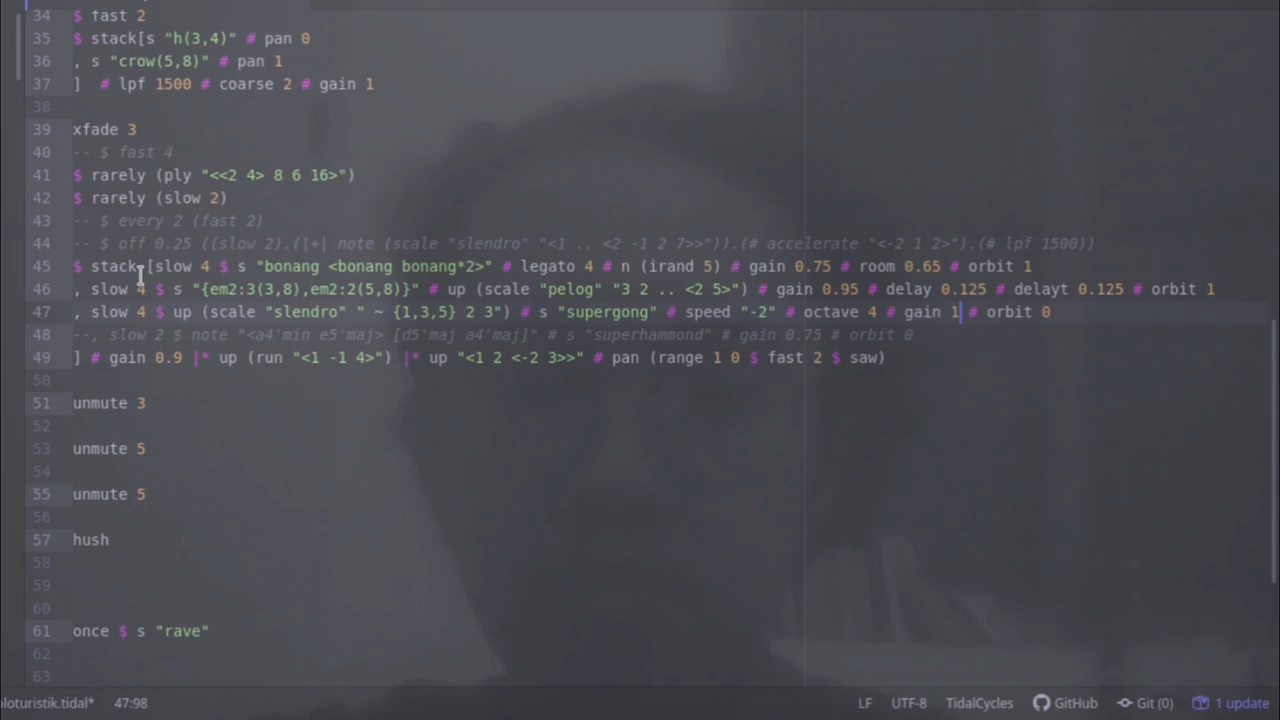 34 $ fast 2
35 $ stack[s "h(3,4)" # pan 0
36 , s "crow(5,8)" # pan 1
37 ]  # lpf 1500 # coarse 2 # gain 1
38
39 xfade 3
40 -- $ fast 4
41 $ rarely (ply "<<2 4> 8 6 16>")
42 $ rarely (slow 2)
43 -- $ every 2 (fast 2)
44 -- $ off 0.25 ((slow 2).(|+| note (scale "slendro" "<1 .. <2 -1 2 7>>")).(# accelerate "<-2 1 2>").(# lpf 1500))
45 $ stack [slow 4 $ s "bonang <bonang bonang*2>" # legato 4 # n (irand 5) # gain 0.75 # room 0.65 # orbit 1
46 , slow 4 $ s "{em2:3(3,8),em2:2(5,8)}" # up (scale "pelog" "3 2 .. <2 5>") # gain 0.95 # delay 0.125 # delayt 0.125 # orbit 1
47 , slow 4 $ up (scale "slendro" " ~ {1,3,5} 2 3") # s "supergong" # speed "-2" # octave 4 # gain 1 # orbit 0
48 --, slow 2 $ note "<a4'min e5'maj> [d5'maj a4'maj]" # s "superhammond" # gain 0.75 # orbit 0
49 ] # gain 0.9 |* up (run "<1 -1 4>") |* up "<1 2 <-2 3>>" # pan (range 1 0 $ fast 2 $ saw)
50
51 unmute 3
52
53 unmute 5
54
55 unmute 5
56
57 hush
58
59
60
61 once $ s "rave"
62
63
oloturistik.tidal* 47:98 LF UTF-8 TidalCycles GitHub Git (0) 1 update